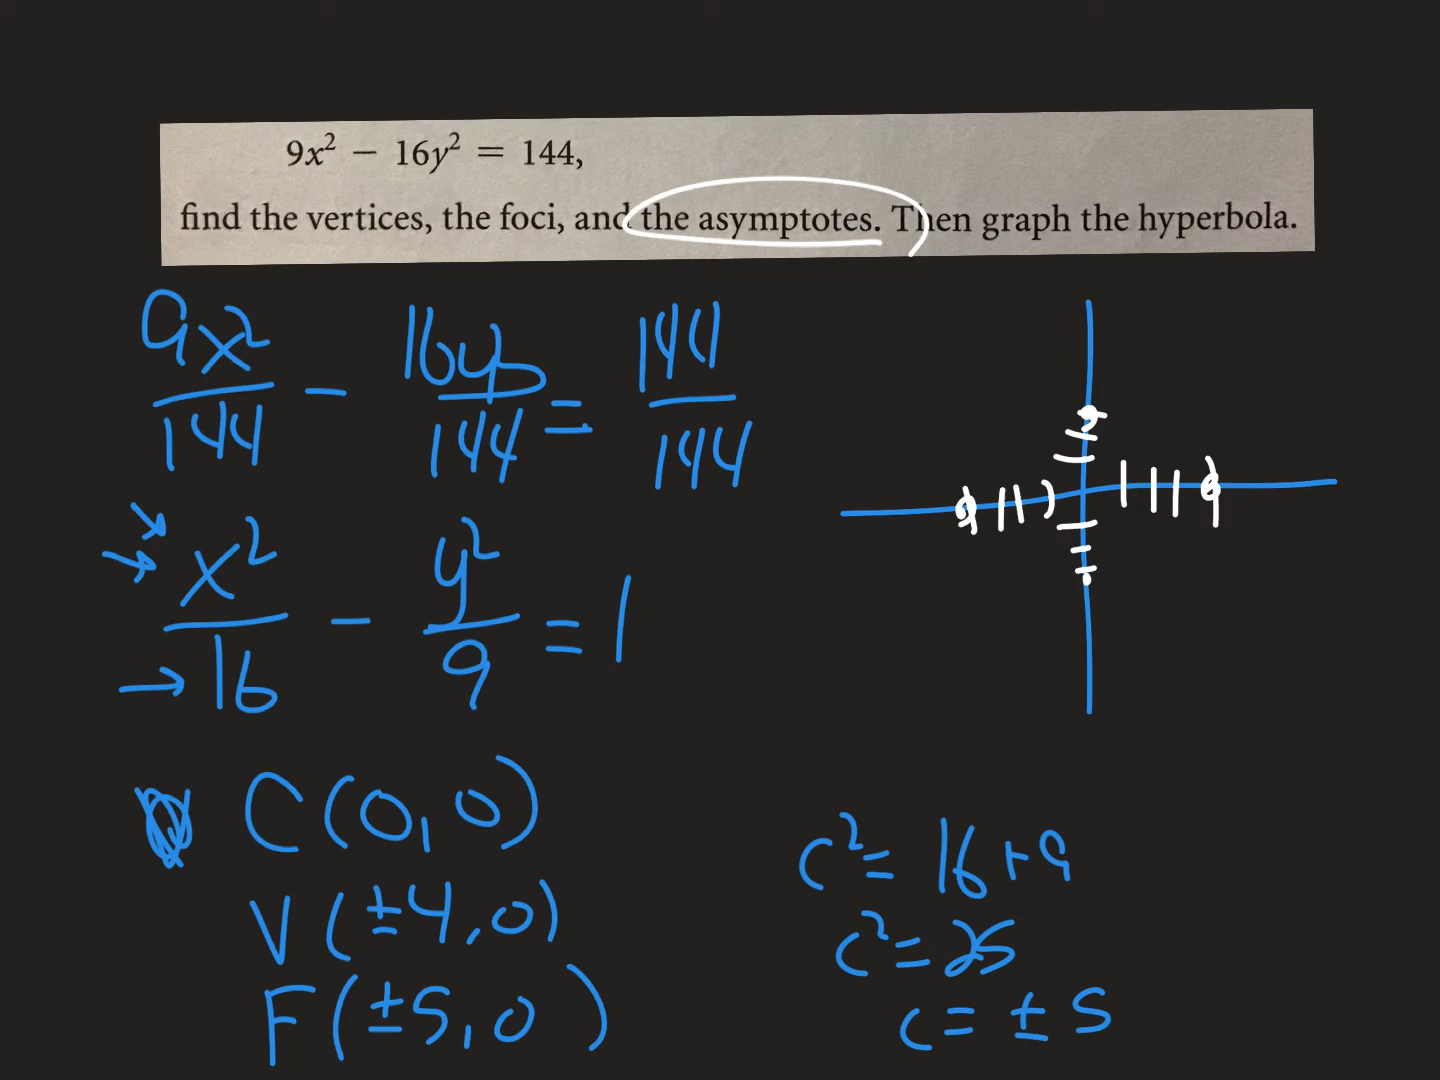 9x² − 16y² = 144,
find the vertices, the foci, and the asymptotes. Then graph the hyperbola.
9x²/144 − 16y²/144 = 144/144
x²/16 − y²/9 = 1
C(0,0)
V(±4,0)
F(±5,0)
c² = 16+9
c² = 25
c = ±5